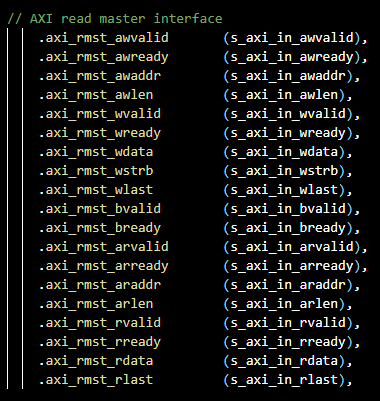 // AXI read master interface
.axi_rmst_awvalid (s_axi_in_awvalid),
.axi_rmst_awready (s_axi_in_awready),
.axi_rmst_awaddr (s_axi_in_awaddr),
.axi_rmst_awlen (s_axi_in_awlen),
.axi_rmst_wvalid (s_axi_in_wvalid),
.axi_rmst_wready (s_axi_in_wready),
.axi_rmst_wdata (s_axi_in_wdata),
.axi_rmst_wstrb (s_axi_in_wstrb),
.axi_rmst_wlast (s_axi_in_wlast),
.axi_rmst_bvalid (s_axi_in_bvalid),
.axi_rmst_bready (s_axi_in_bready),
.axi_rmst_arvalid (s_axi_in_arvalid),
.axi_rmst_arready (s_axi_in_arready),
.axi_rmst_araddr (s_axi_in_araddr),
.axi_rmst_arlen (s_axi_in_arlen),
.axi_rmst_rvalid (s_axi_in_rvalid),
.axi_rmst_rready (s_axi_in_rready),
.axi_rmst_rdata (s_axi_in_rdata),
.axi_rmst_rlast (s_axi_in_rlast),